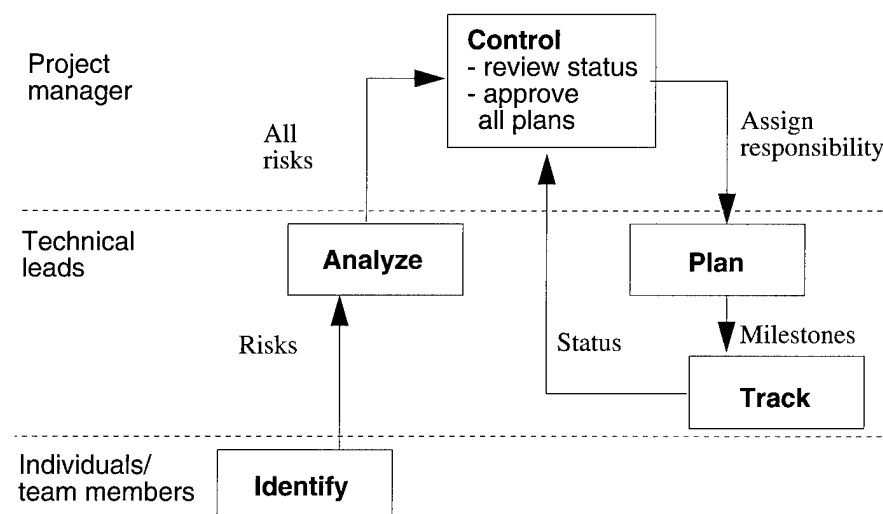 Project
manager
Control
- review status
- approve
all plans
All
risks
Assign
responsibility
Technical
leads
Analyze
Plan
Risks
Status
Milestones
Track
Individuals/
team members
Identify